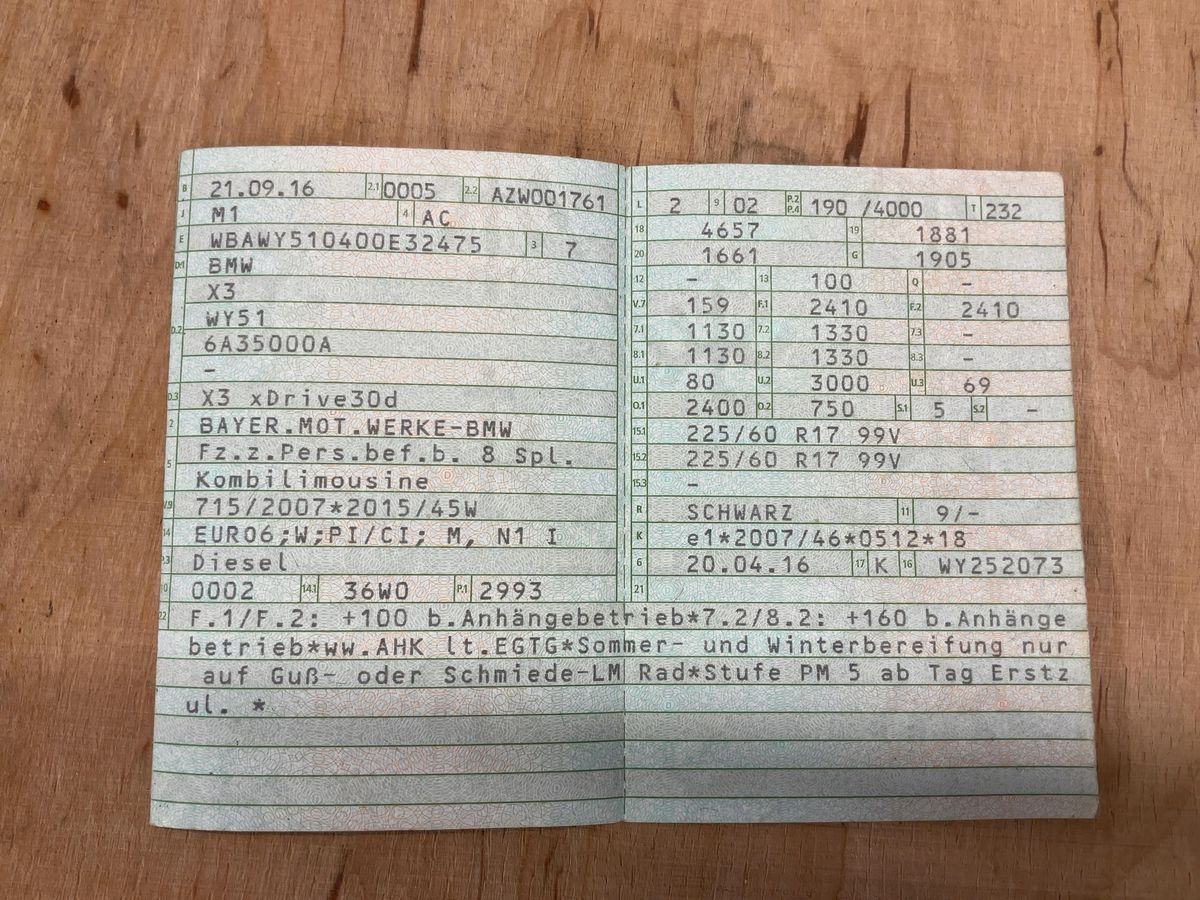 B 21.09.16 2.1 0005 2.2 AZW001761
J M1 4 AC
E WBAWY510400E32475 3 7
D.1 BMW
X3
D.2 WY51
6A35000A
–
D.3 X3 xDrive30d
2 BAYER.MOT.WERKE-BMW
Fz.z.Pers.bef.b. 8 Spl.
5 Kombilimousine
V.9 715/2007*2015/45W
14 EURO6;W;PI/CI; M, N1 I
P.3 Diesel
10 0002 14.1 36W0 P.1 2993
L 2 9 02 P.2 P.4 190 /4000 T 232
18 4657 19 1881
20 1661 G 1905
12 – 13 100 Q –
V.7 159 F.1 2410 F.2 2410
7.1 1130 7.2 1330 7.3 –
8.1 1130 8.2 1330 8.3 –
U.1 80 U.2 3000 U.3 69
O.1 2400 O.2 750 S.1 5 S.2 –
15.1 225/60 R17 99V
15.2 225/60 R17 99V
15.3 –
R SCHWARZ 11 9/–
K e1*2007/46*0512*18
6 20.04.16 17 K 16 WY252073
21
22 F.1/F.2: +100 b.Anhängebetrieb*7.2/8.2: +160 b.Anhänge
betrieb*ww.AHK lt.EGTG*Sommer- und Winterbereifung nur
auf Guß- oder Schmiede-LM Rad*Stufe PM 5 ab Tag Erstz
ul. *